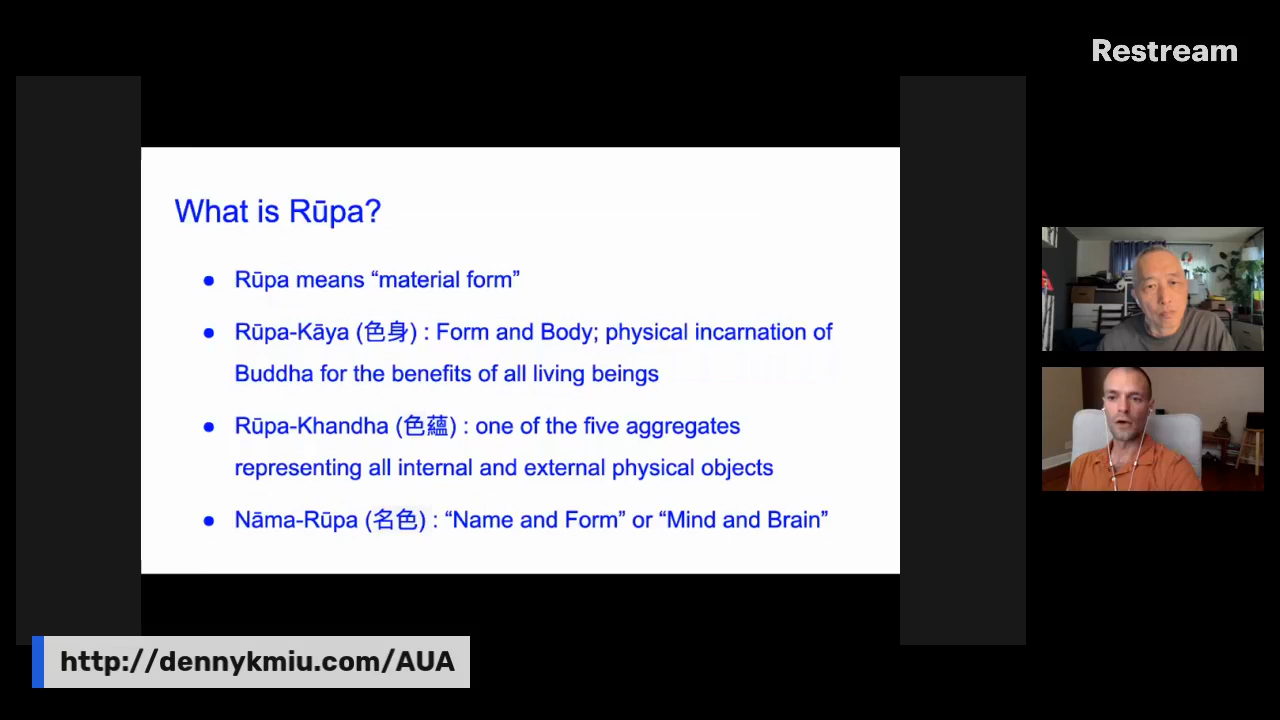 Restream
What is Rūpa?
● Rūpa means “material form”
● Rūpa-Kāya (色身) : Form and Body; physical incarnation of
Buddha for the benefits of all living beings
● Rūpa-Khandha (色蘊) : one of the five aggregates
representing all internal and external physical objects
● Nāma-Rūpa (名色) : “Name and Form” or “Mind and Brain”
http://dennykmiu.com/AUA